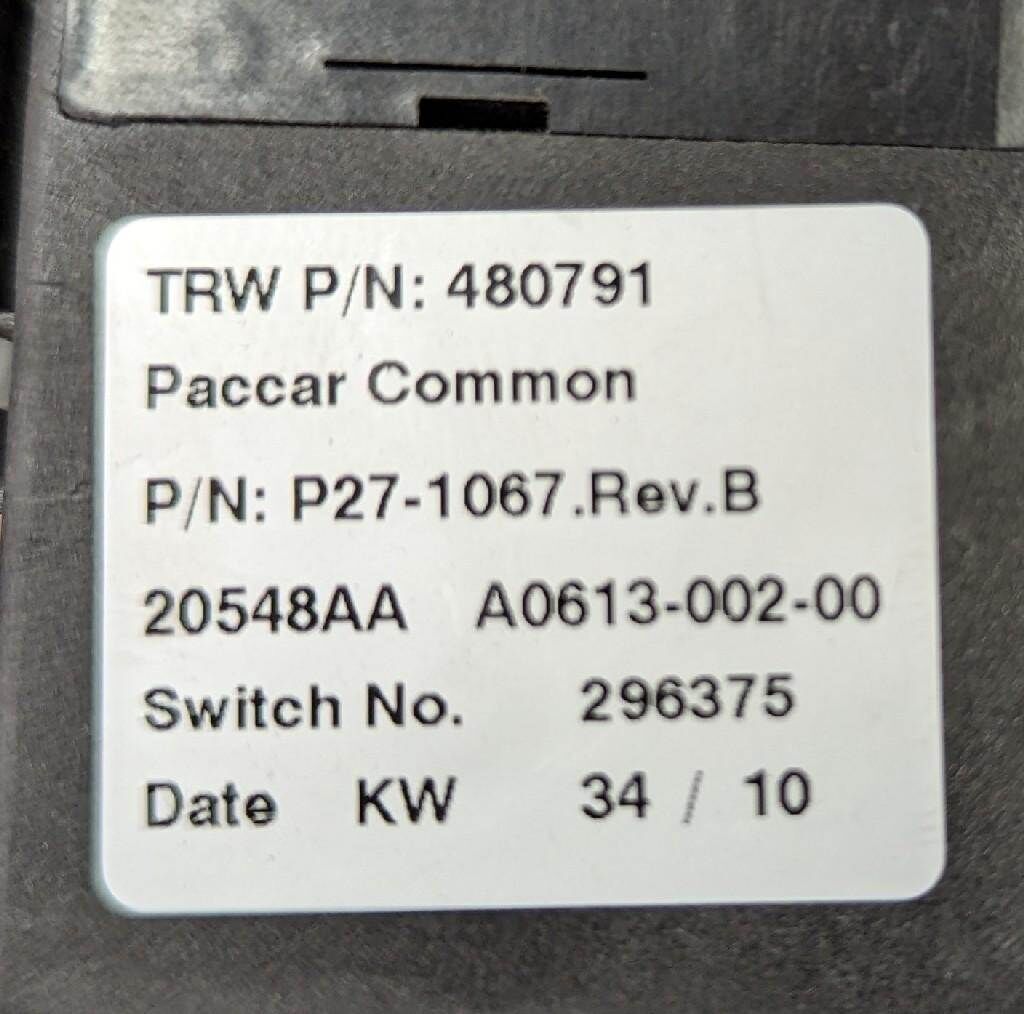 TRW P/N: 480791
Paccar Common
P/N: P27-1067.Rev.B
20548AA A0613-002-00
Switch No. 296375
Date KW 34 / 10